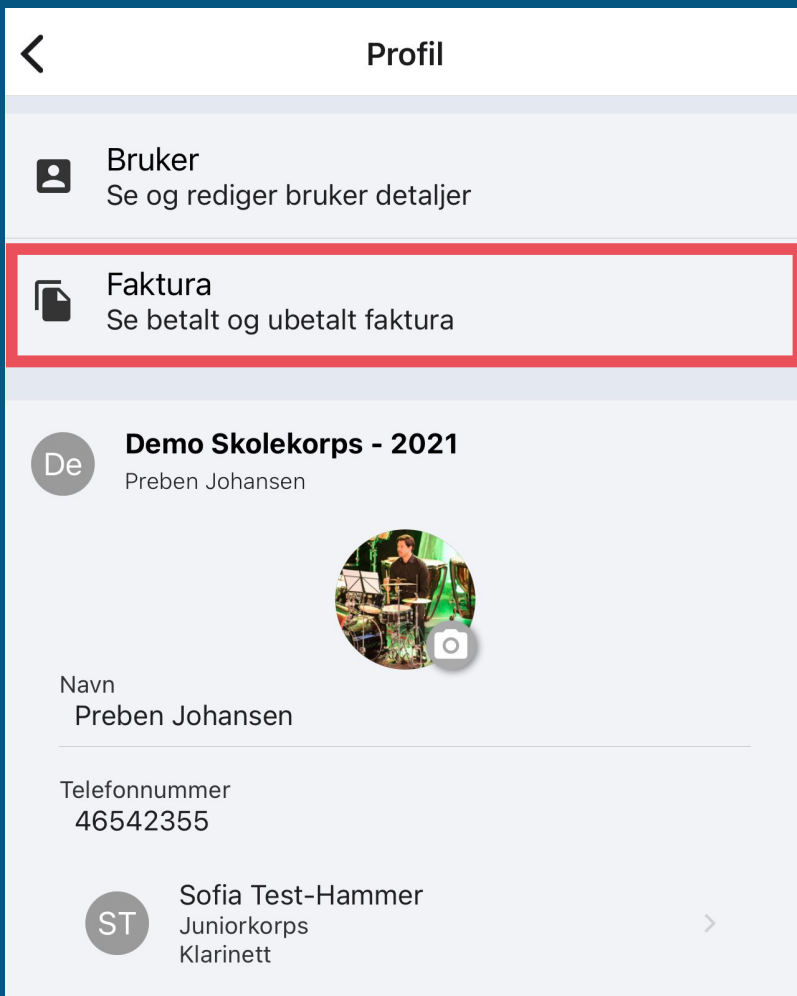 Profil
Bruker
Se og rediger bruker detaljer
Faktura
Se betalt og ubetalt faktura
De
Demo Skolekorps - 2021
Preben Johansen
Navn
Preben Johansen
Telefonnummer
46542355
ST
Sofia Test-Hammer
Juniorkorps
Klarinett